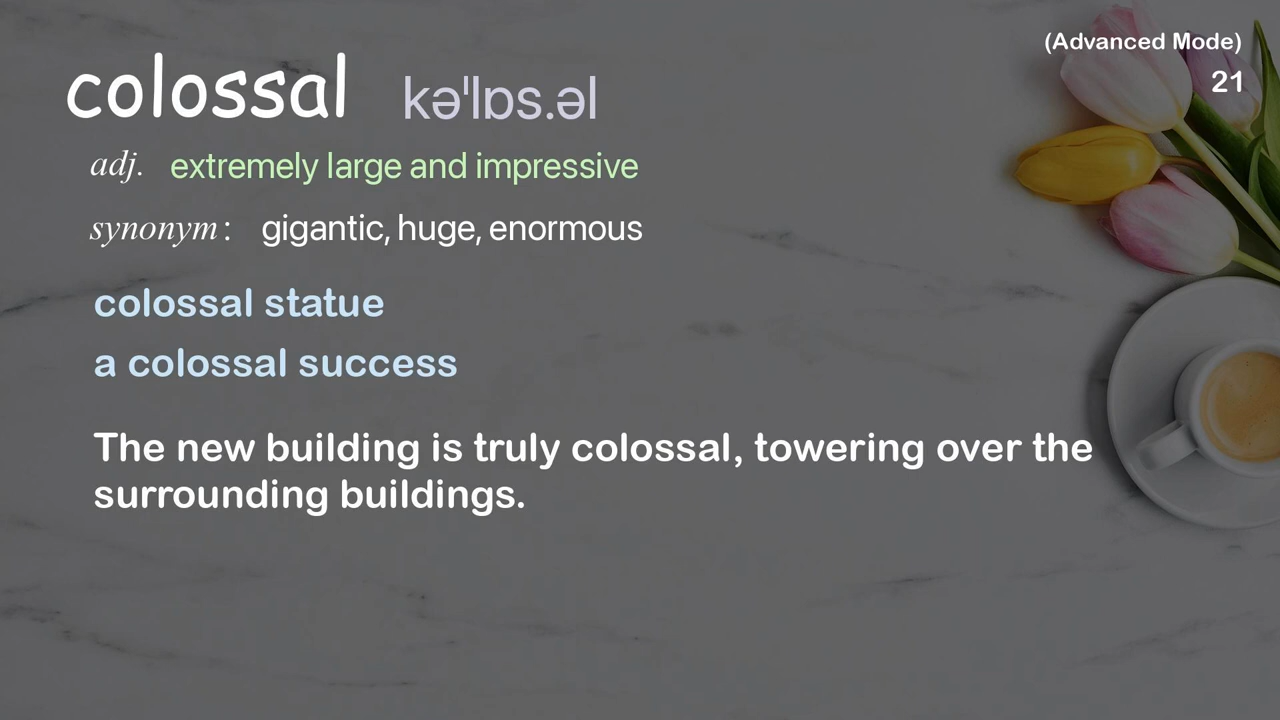 (Advanced Mode)
21
colossal kəˈlɒs.əl
adj. extremely large and impressive
synonym: gigantic, huge, enormous
colossal statue
a colossal success
The new building is truly colossal, towering over the
surrounding buildings.